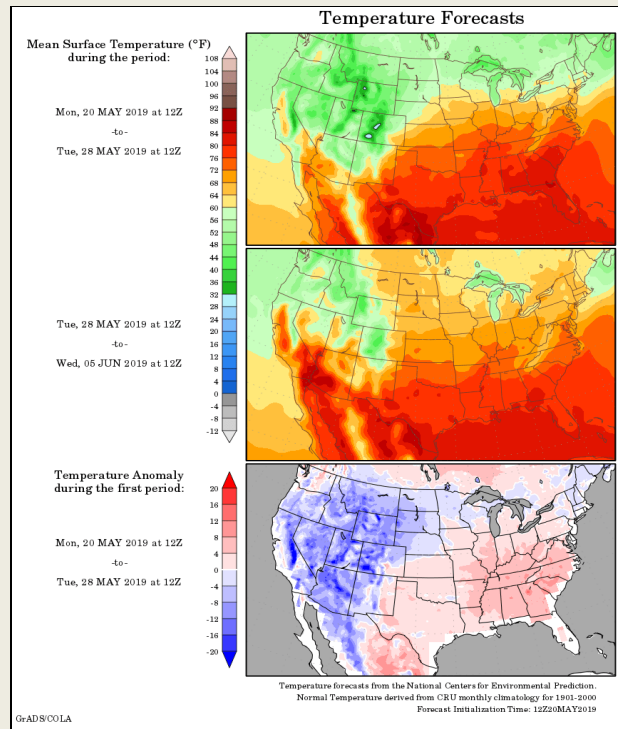 Temperature Forecasts
Mean Surface Temperature (°F)
during the period:
Mon, 20 MAY 2019 at 12Z
-to-
Tue, 28 MAY 2019 at 12Z
108
104
100
96
92
88
84
80
76
72
68
64
60
56
52
48
44
40
36
32
28
24
20
16
12
8
4
0
-4
-8
-12
Tue, 28 MAY 2019 at 12Z
-to-
Wed, 05 JUN 2019 at 12Z
Temperature Anomaly
during the first period:
Mon, 20 MAY 2019 at 12Z
-to-
Tue, 28 MAY 2019 at 12Z
20
16
12
8
4
0
-4
-8
-12
-16
-20
Temperature forecasts from the National Centers for Environmental Prediction.
Normal Temperature derived from CRU monthly climatology for 1901-2000
Forecast Initialization Time: 12Z20MAY2019
GrADS/COLA